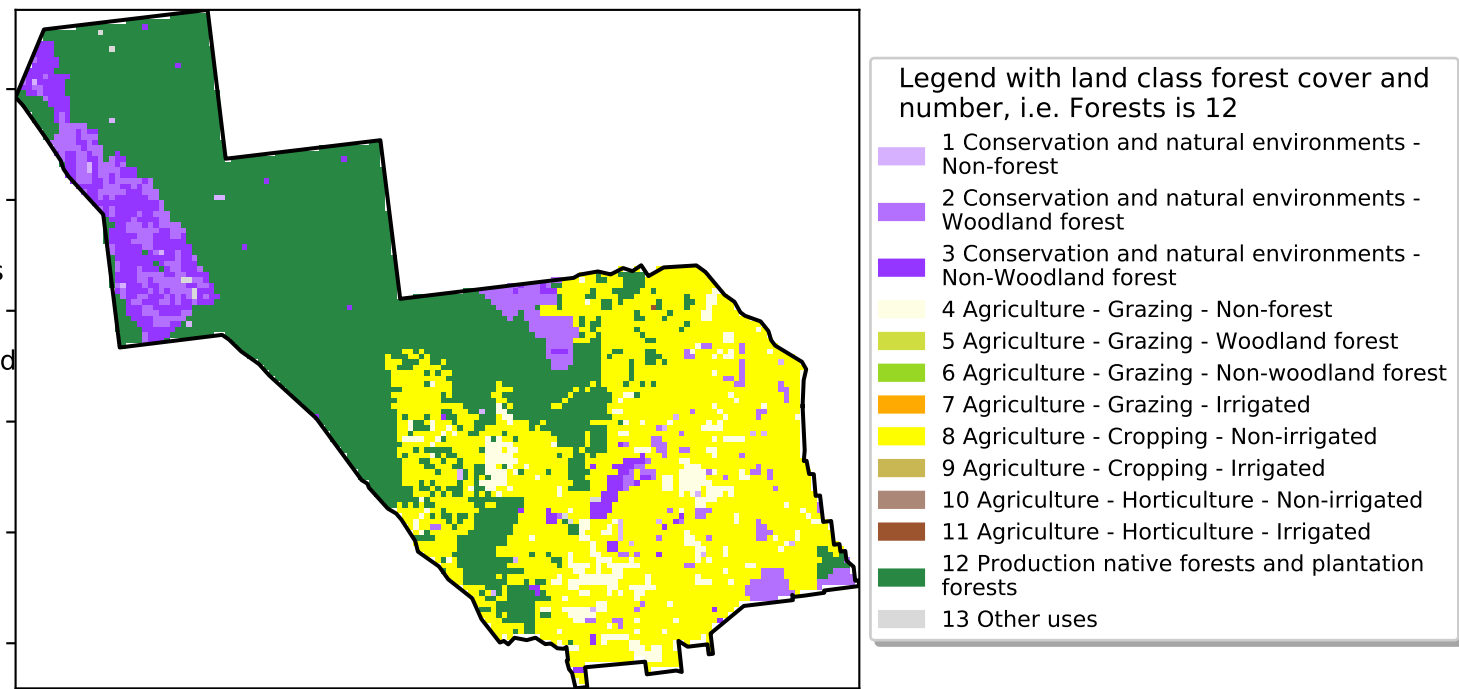 Legend with land class forest cover and
number, i.e. Forests is 12
1 Conservation and natural environments -
Non-forest
2 Conservation and natural environments -
Woodland forest
3 Conservation and natural environments -
Non-Woodland forest
4 Agriculture - Grazing - Non-forest
5 Agriculture - Grazing - Woodland forest
6 Agriculture - Grazing - Non-woodland forest
7 Agriculture - Grazing - Irrigated
8 Agriculture - Cropping - Non-irrigated
9 Agriculture - Cropping - Irrigated
10 Agriculture - Horticulture - Non-irrigated
11 Agriculture - Horticulture - Irrigated
12 Production native forests and plantation
forests
13 Other uses